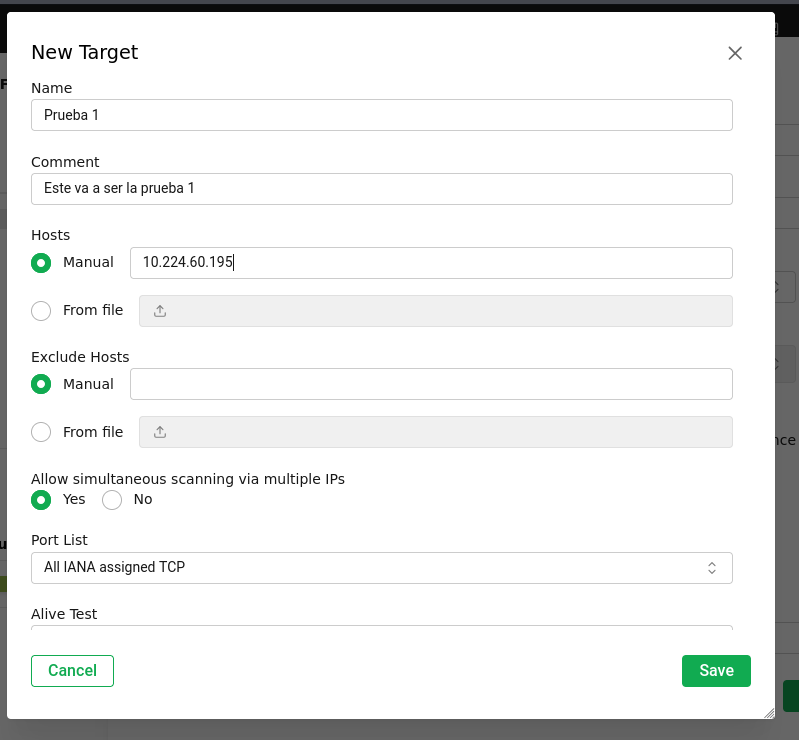 New Target
Name
Prueba 1
Comment
Este va a ser la prueba 1
Hosts
Manual 10.224.60.195
From file
Exclude Hosts
Manual
From file
Allow simultaneous scanning via multiple IPs
Yes No
Port List
All IANA assigned TCP
Alive Test
Cancel Save